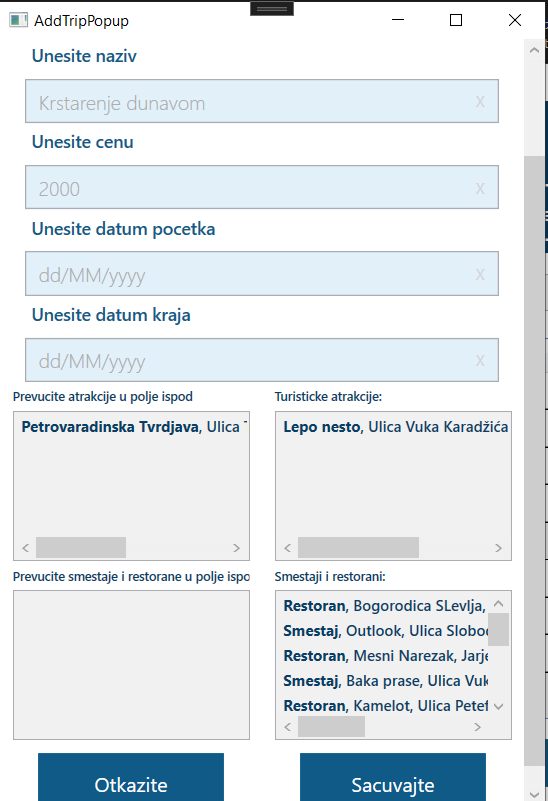 AddTripPopup
Unesite naziv
Krstarenje dunavom X
Unesite cenu
2000 X
Unesite datum pocetka
dd/MM/yyyy X
Unesite datum kraja
dd/MM/yyyy X
Prevucite atrakcije u polje ispod
Petrovaradinska Tvrdjava, Ulica
Turisticke atrakcije:
Lepo nesto, Ulica Vuka Karadžića
Prevucite smestaje i restorane u polje ispo
Smestaji i restorani:
Restoran, Bogorodica SLevlja,
Smestaj, Outlook, Ulica Slobod
Restoran, Mesni Narezak, Jarje
Smestaj, Baka prase, Ulica Vuk
Restoran, Kamelot, Ulica Petef
Otkazite
Sacuvajte